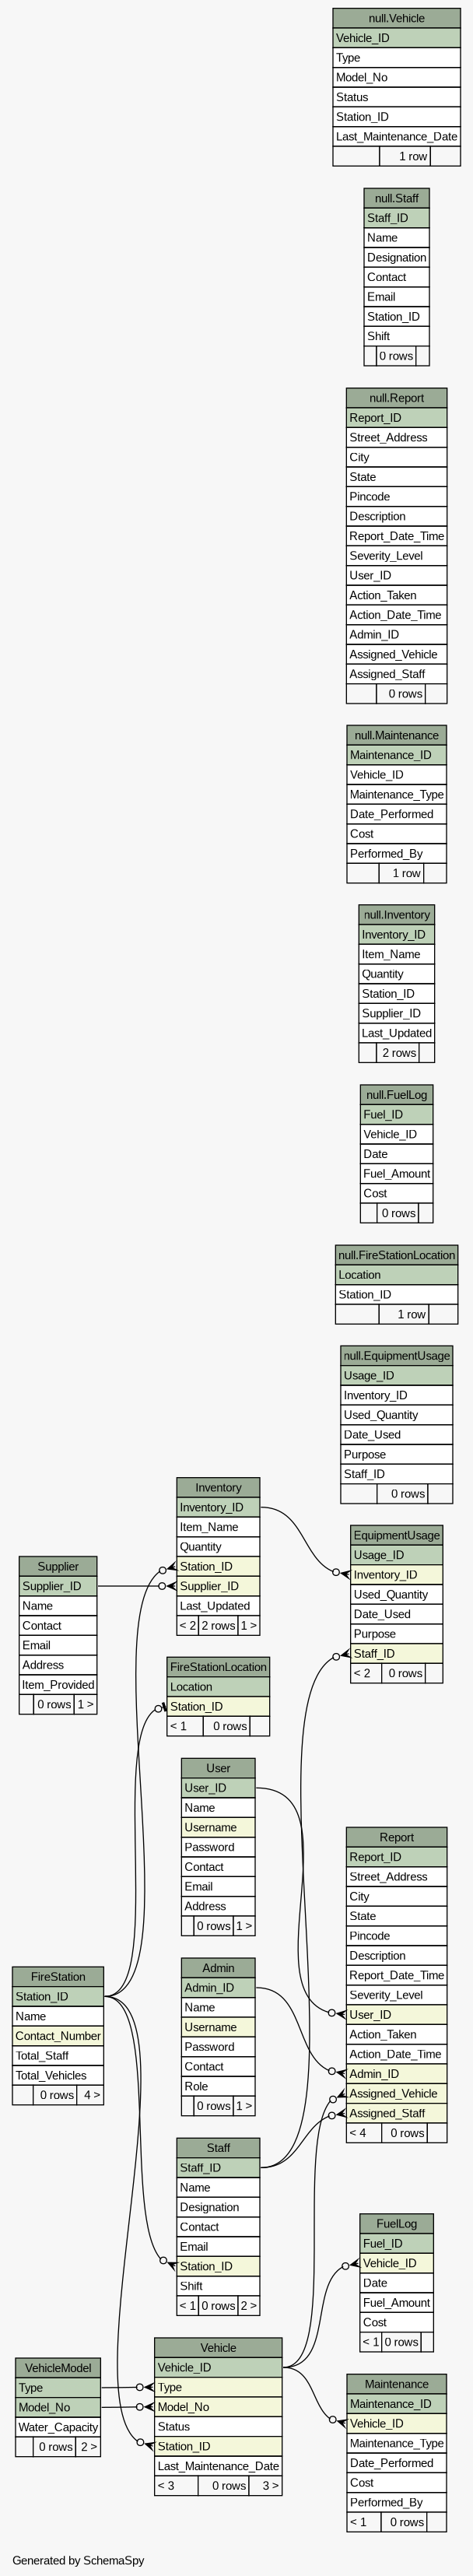 null.Vehicle
Vehicle_ID
Type
Model_No
Status
Station_ID
Last_Maintenance_Date
1 row
null.Staff
Staff_ID
Name
Designation
Contact
Email
Station_ID
Shift
0 rows
null.Report
Report_ID
Street_Address
City
State
Pincode
Description
Report_Date_Time
Severity_Level
User_ID
Action_Taken
Action_Date_Time
Admin_ID
Assigned_Vehicle
Assigned_Staff
0 rows
null.Maintenance
Maintenance_ID
Vehicle_ID
Maintenance_Type
Date_Performed
Cost
Performed_By
1 row
null.Inventory
Inventory_ID
Item_Name
Quantity
Station_ID
Supplier_ID
Last_Updated
2 rows
null.FuelLog
Fuel_ID
Vehicle_ID
Date
Fuel_Amount
Cost
0 rows
null.FireStationLocation
Location
Station_ID
1 row
null.EquipmentUsage
Usage_ID
Inventory_ID
Used_Quantity
Date_Used
Purpose
Staff_ID
0 rows
Inventory
Inventory_ID
Item_Name
Quantity
Station_ID
Supplier_ID
Last_Updated
< 2 2 rows 1 >
EquipmentUsage
Usage_ID
Inventory_ID
Used_Quantity
Date_Used
Purpose
Staff_ID
< 2 0 rows
Supplier
Supplier_ID
Name
Contact
Email
Address
Item_Provided
0 rows 1 >
FireStationLocation
Location
Station_ID
< 1 0 rows
User
User_ID
Name
Username
Password
Contact
Email
Address
0 rows 1 >
Report
Report_ID
Street_Address
City
State
Pincode
Description
Report_Date_Time
Severity_Level
User_ID
Action_Taken
Action_Date_Time
Admin_ID
Assigned_Vehicle
Assigned_Staff
< 4 0 rows
Admin
Admin_ID
Name
Username
Password
Contact
Role
0 rows 1 >
FireStation
Station_ID
Name
Contact_Number
Total_Staff
Total_Vehicles
0 rows 4 >
Staff
Staff_ID
Name
Designation
Contact
Email
Station_ID
Shift
< 1 0 rows 2 >
FuelLog
Fuel_ID
Vehicle_ID
Date
Fuel_Amount
Cost
< 1 0 rows
Vehicle
Vehicle_ID
Type
Model_No
Status
Station_ID
Last_Maintenance_Date
< 3 0 rows 3 >
VehicleModel
Type
Model_No
Water_Capacity
0 rows 2 >
Maintenance
Maintenance_ID
Vehicle_ID
Maintenance_Type
Date_Performed
Cost
Performed_By
< 1 0 rows
Generated by SchemaSpy